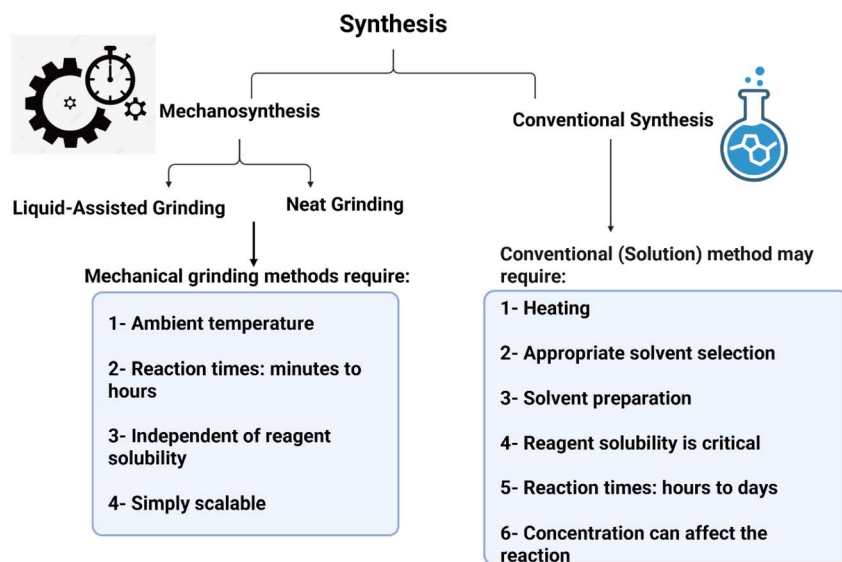 Synthesis
Mechanosynthesis
Conventional Synthesis
Liquid-Assisted Grinding
Neat Grinding
Mechanical grinding methods require:
1- Ambient temperature
2- Reaction times: minutes to
hours
3- Independent of reagent
solubility
4- Simply scalable
Conventional (Solution) method may
require:
1- Heating
2- Appropriate solvent selection
3- Solvent preparation
4- Reagent solubility is critical
5- Reaction times: hours to days
6- Concentration can affect the
reaction